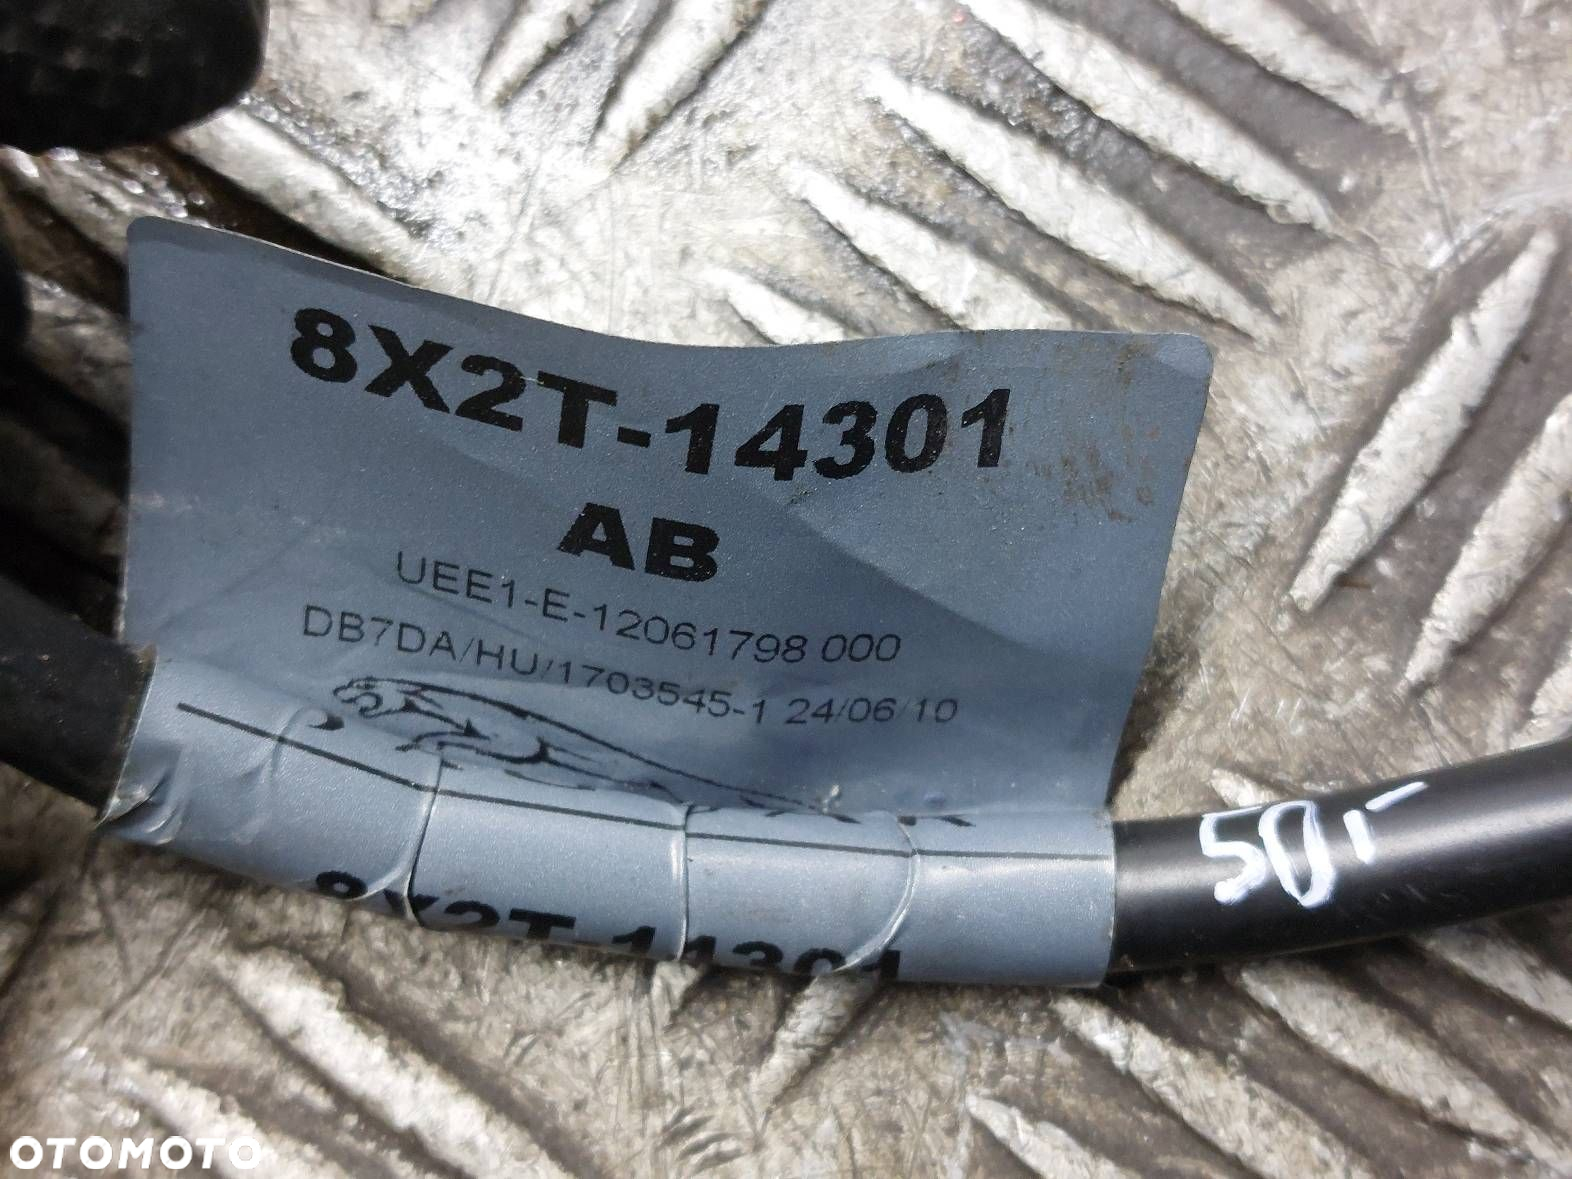 8X2T-14301
AB
UEE1-E-12061798 000
DB7DA/HU/1703545-1 24/06/10
8X2T-14301
50,-
OTOMOTO